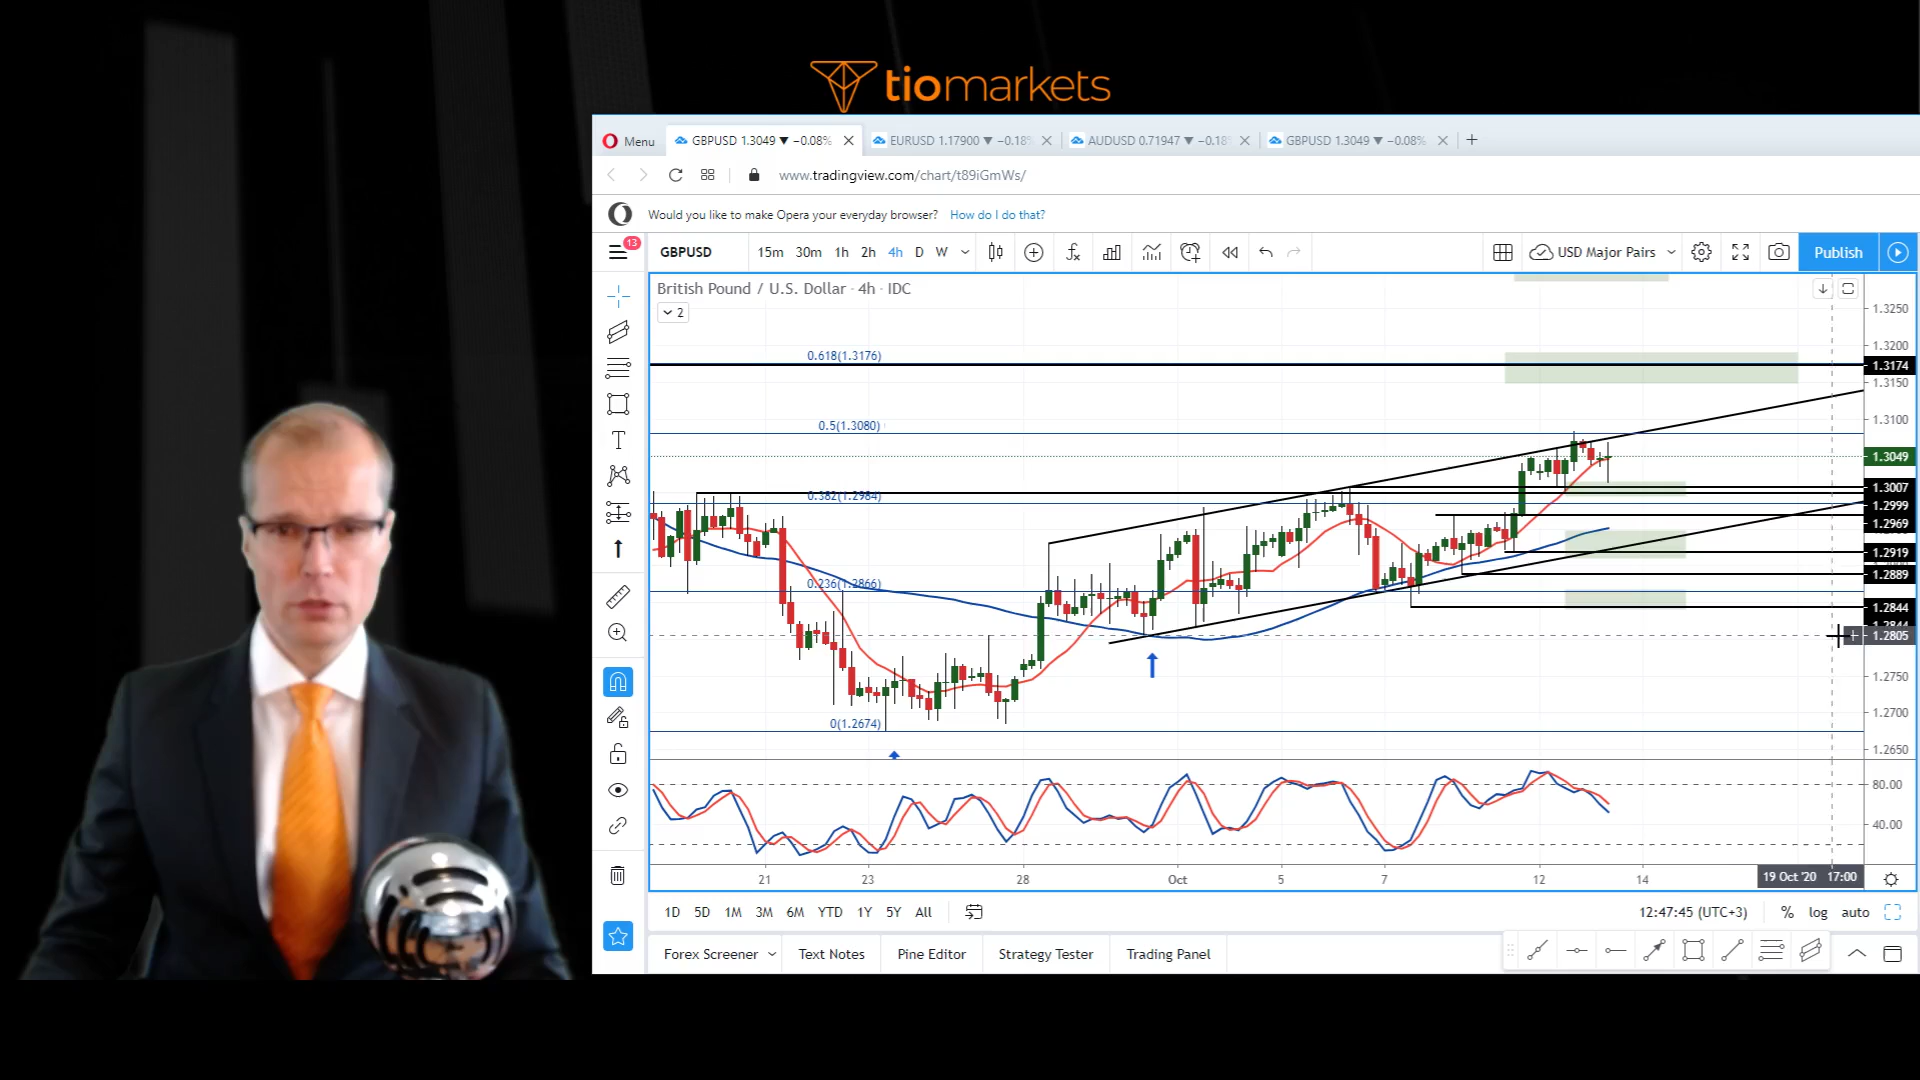 tiomarkets
Menu
GBPUSD 1.3049 ▼ −0.08%
EURUSD 1.17900 ▼ −0.18%
AUDUSD 0.71947 ▼ −0.18
GBPUSD 1.3049 ▼ −0.08%
www.tradingview.com/chart/t89iGmWs/
Would you like to make Opera your everyday browser? How do I do that?
13
GBPUSD 15m 30m 1h 2h 4h D W
USD Major Pairs
Publish
British Pound / U.S. Dollar · 4h · IDC
2
1.3250
1.3200
0.618(1.3176)
1.3174
1.3150
1.3100
0.5(1.3080)
1.3049
1.3007
0.382(1.2984)
1.2999
1.2969
1.2919
1.2889
0.236(1.2866)
1.2844
1.2805
1.2750
1.2700
0(1.2674)
1.2650
80.00
40.00
21 23 28 Oct 5 7 12 14
19 Oct '20 17:00
1D 5D 1M 3M 6M YTD 1Y 5Y All
12:47:45 (UTC+3) % log auto
Forex Screener Text Notes Pine Editor Strategy Tester Trading Panel